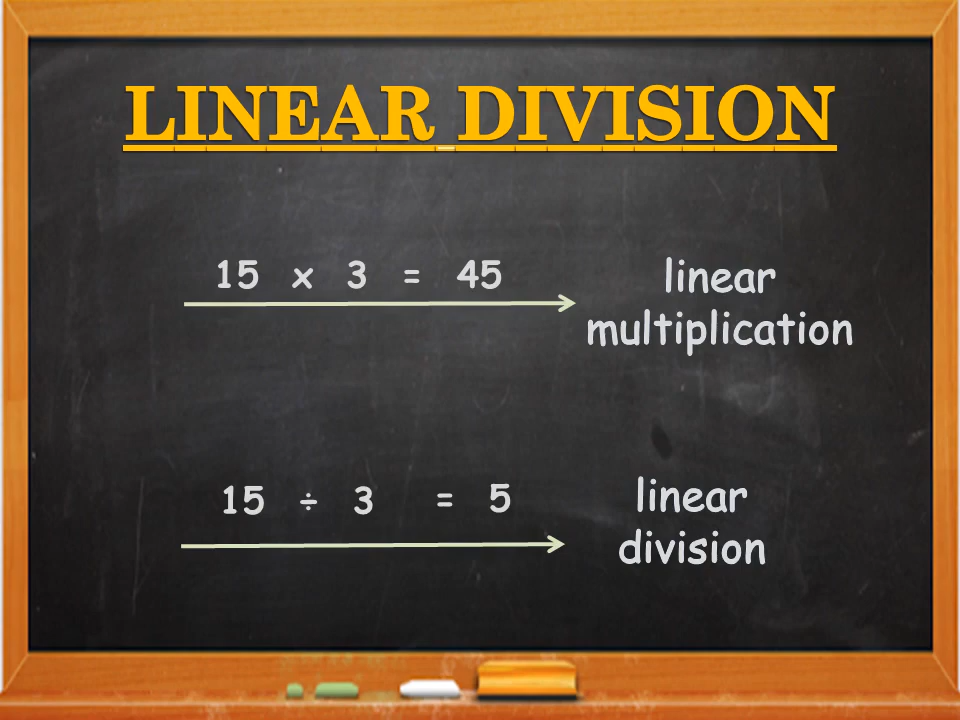 LINEAR DIVISION
15 x 3 = 45
linear
multiplication
15 ÷ 3 = 5
linear
division